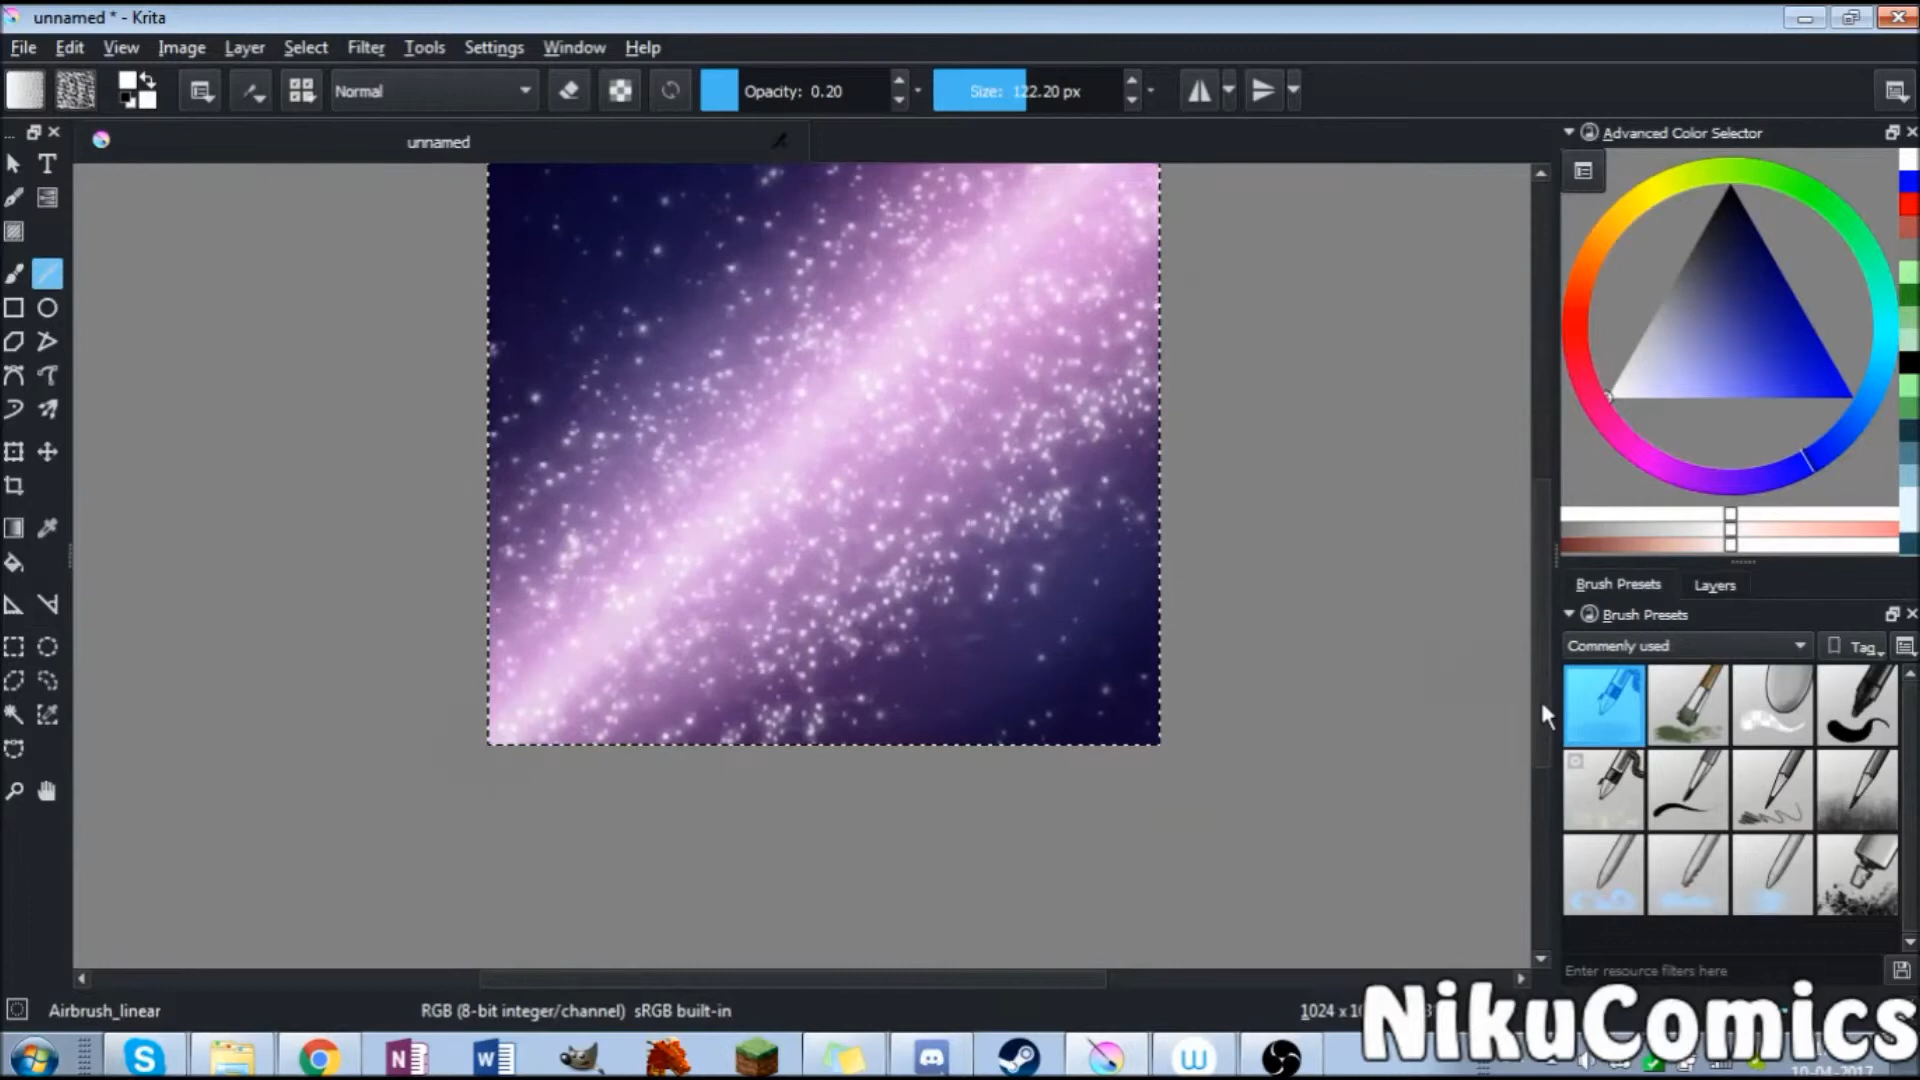 unnamed * - Krita
File Edit View Image Layer Select Filter Tools Settings Window Help
Normal Opacity: 0.20 Size: 122.20 px
unnamed
Advanced Color Selector
Brush Presets Layers
Brush Presets
Commonly used Tag
Enter resource filters here
Airbrush_linear RGB (8-bit integer/channel) sRGB built-in 1024 x
NikuComics
10-04-2017